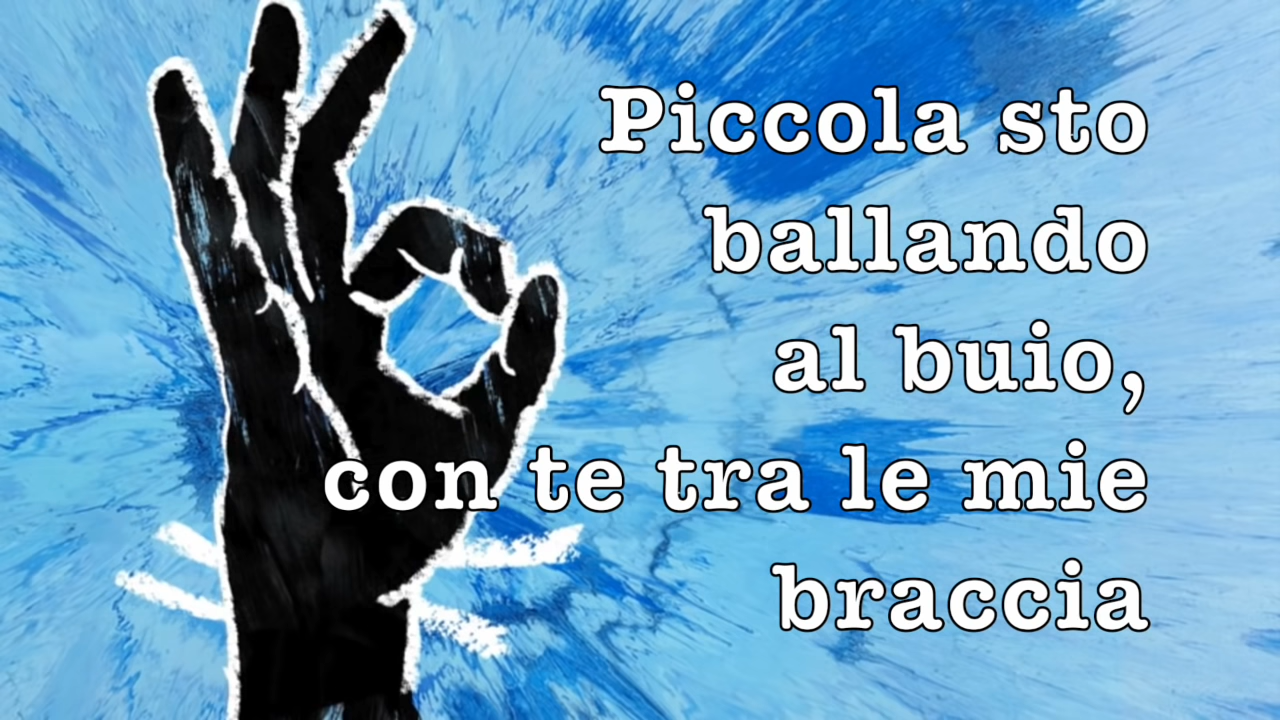 Piccola sto
ballando
al buio,
con te tra le mie
braccia